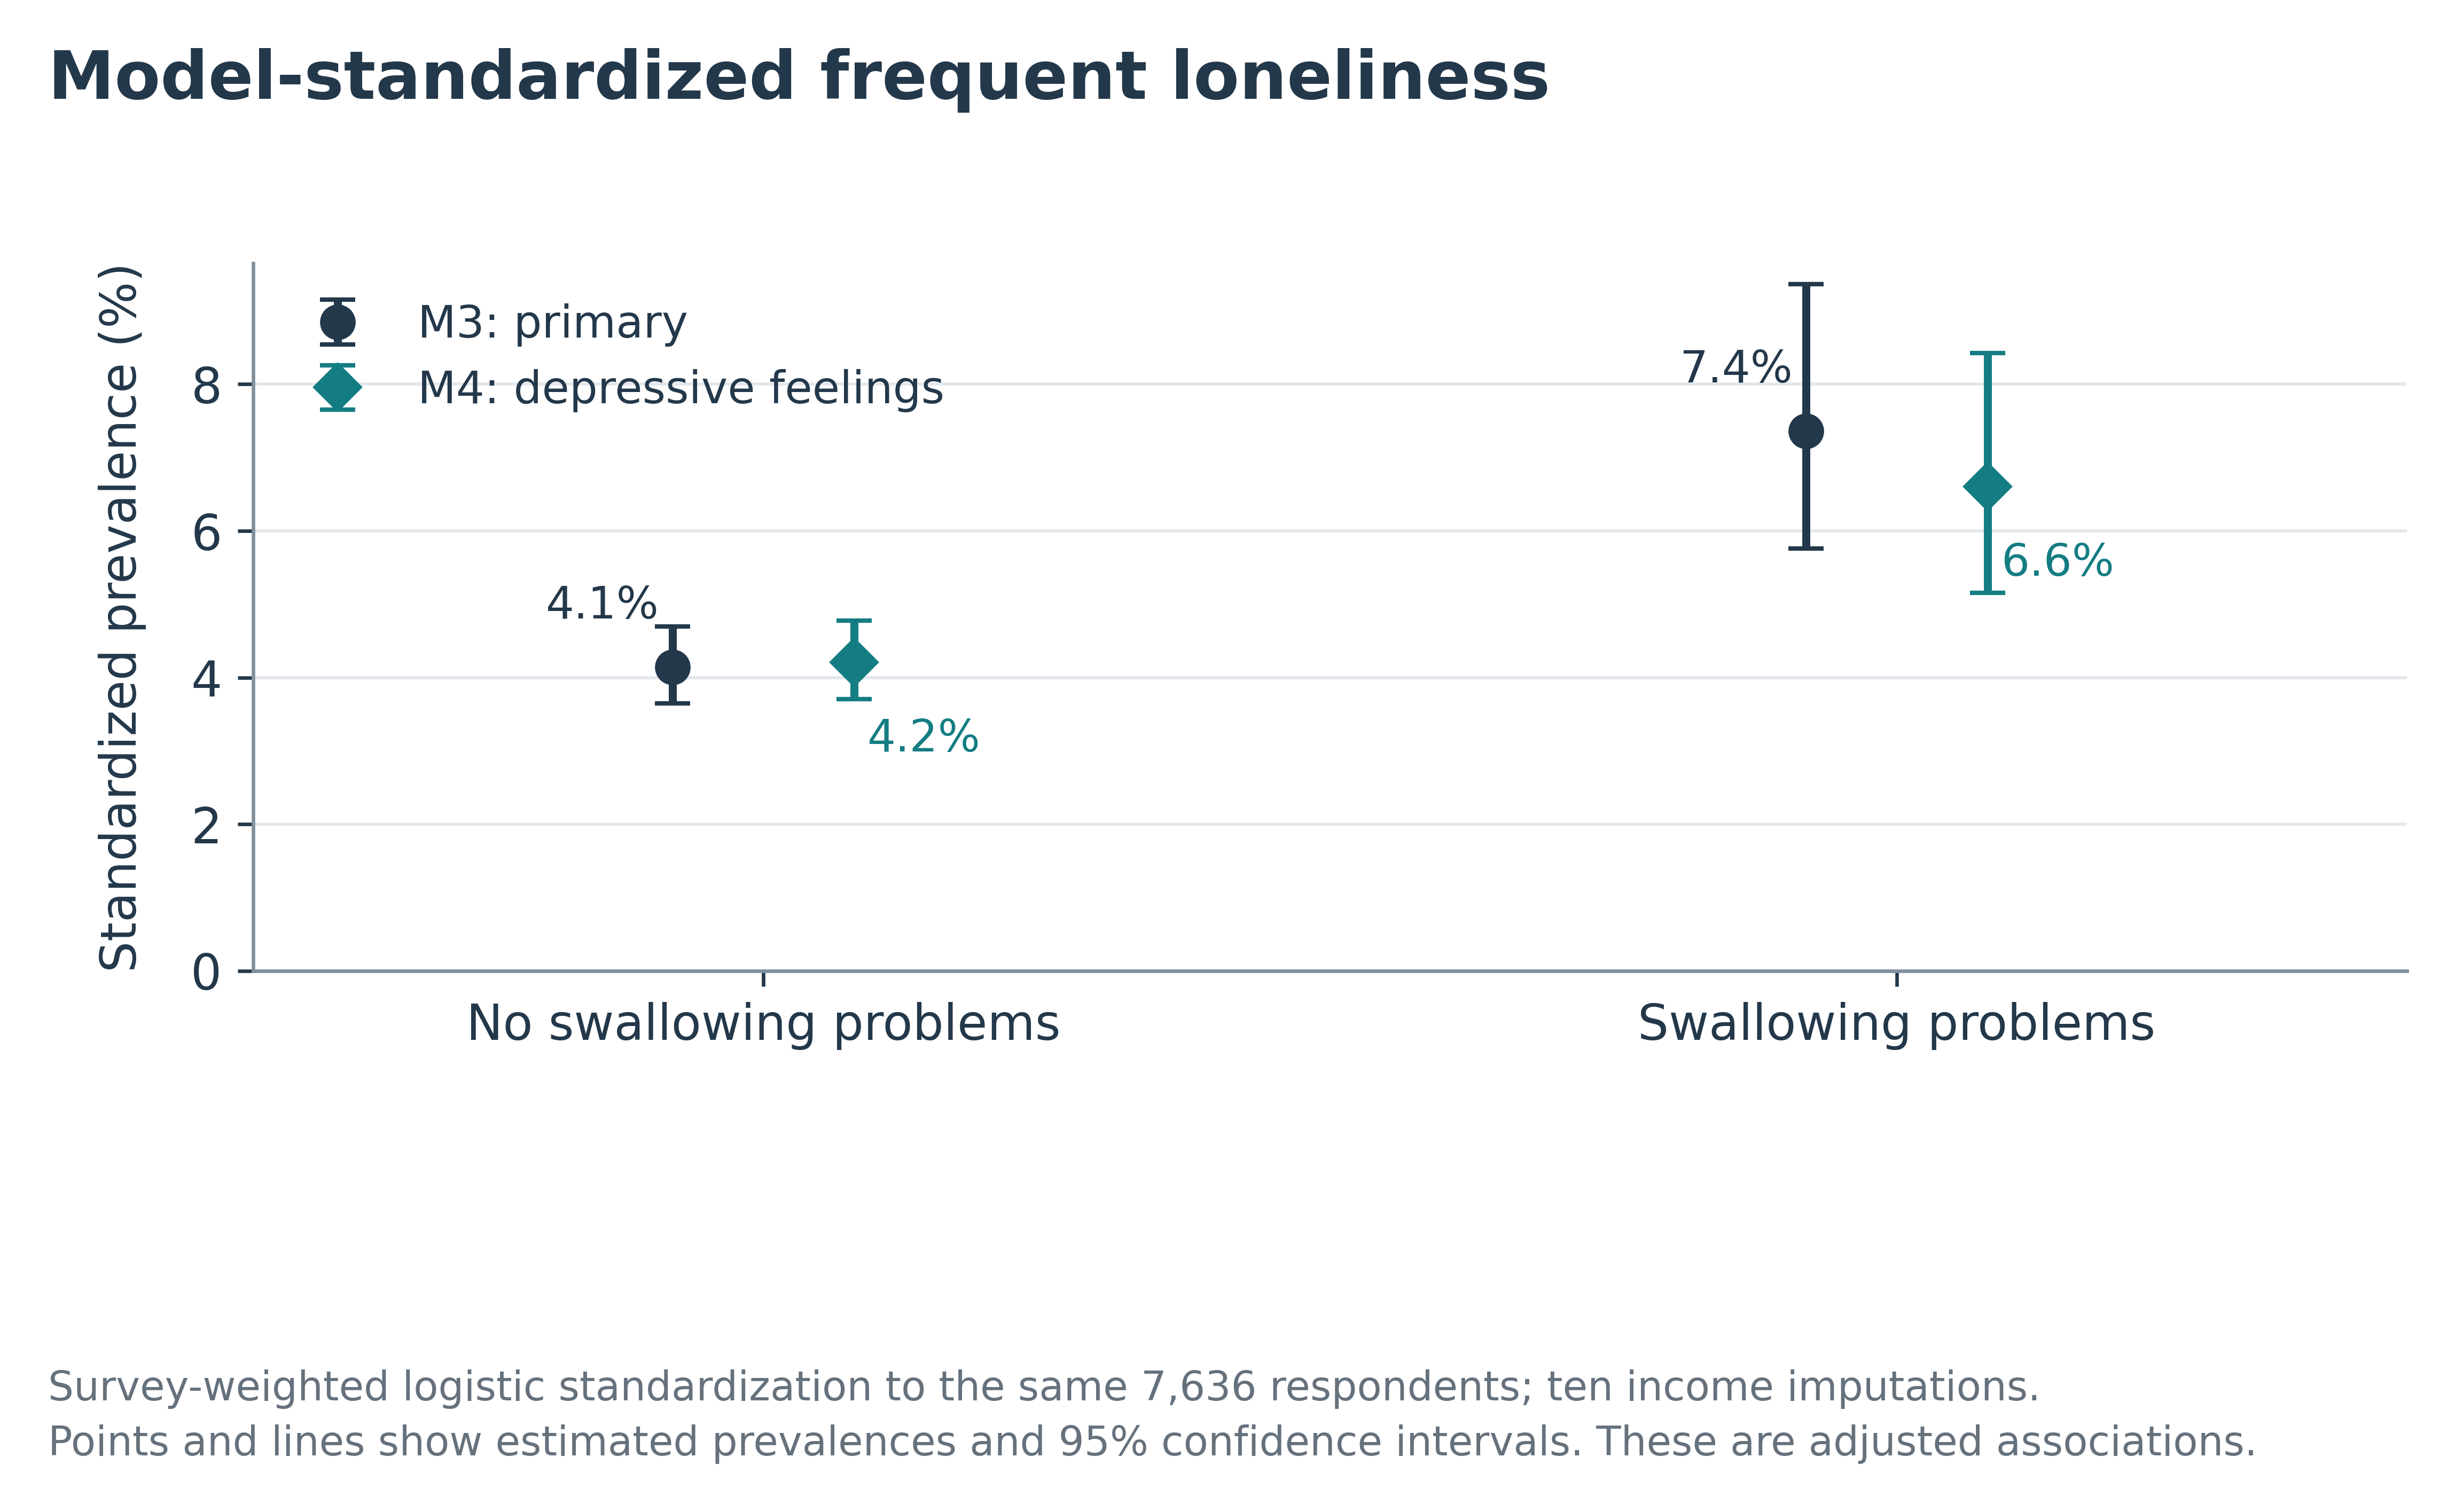 Model-standardized frequent loneliness
Standardized prevalence (%)
M3: primary
M4: depressive feelings
8
6
4
2
0
7.4%
6.6%
4.1%
4.2%
No swallowing problems
Swallowing problems
Survey-weighted logistic standardization to the same 7,636 respondents; ten income imputations.
Points and lines show estimated prevalences and 95% confidence intervals. These are adjusted associations.